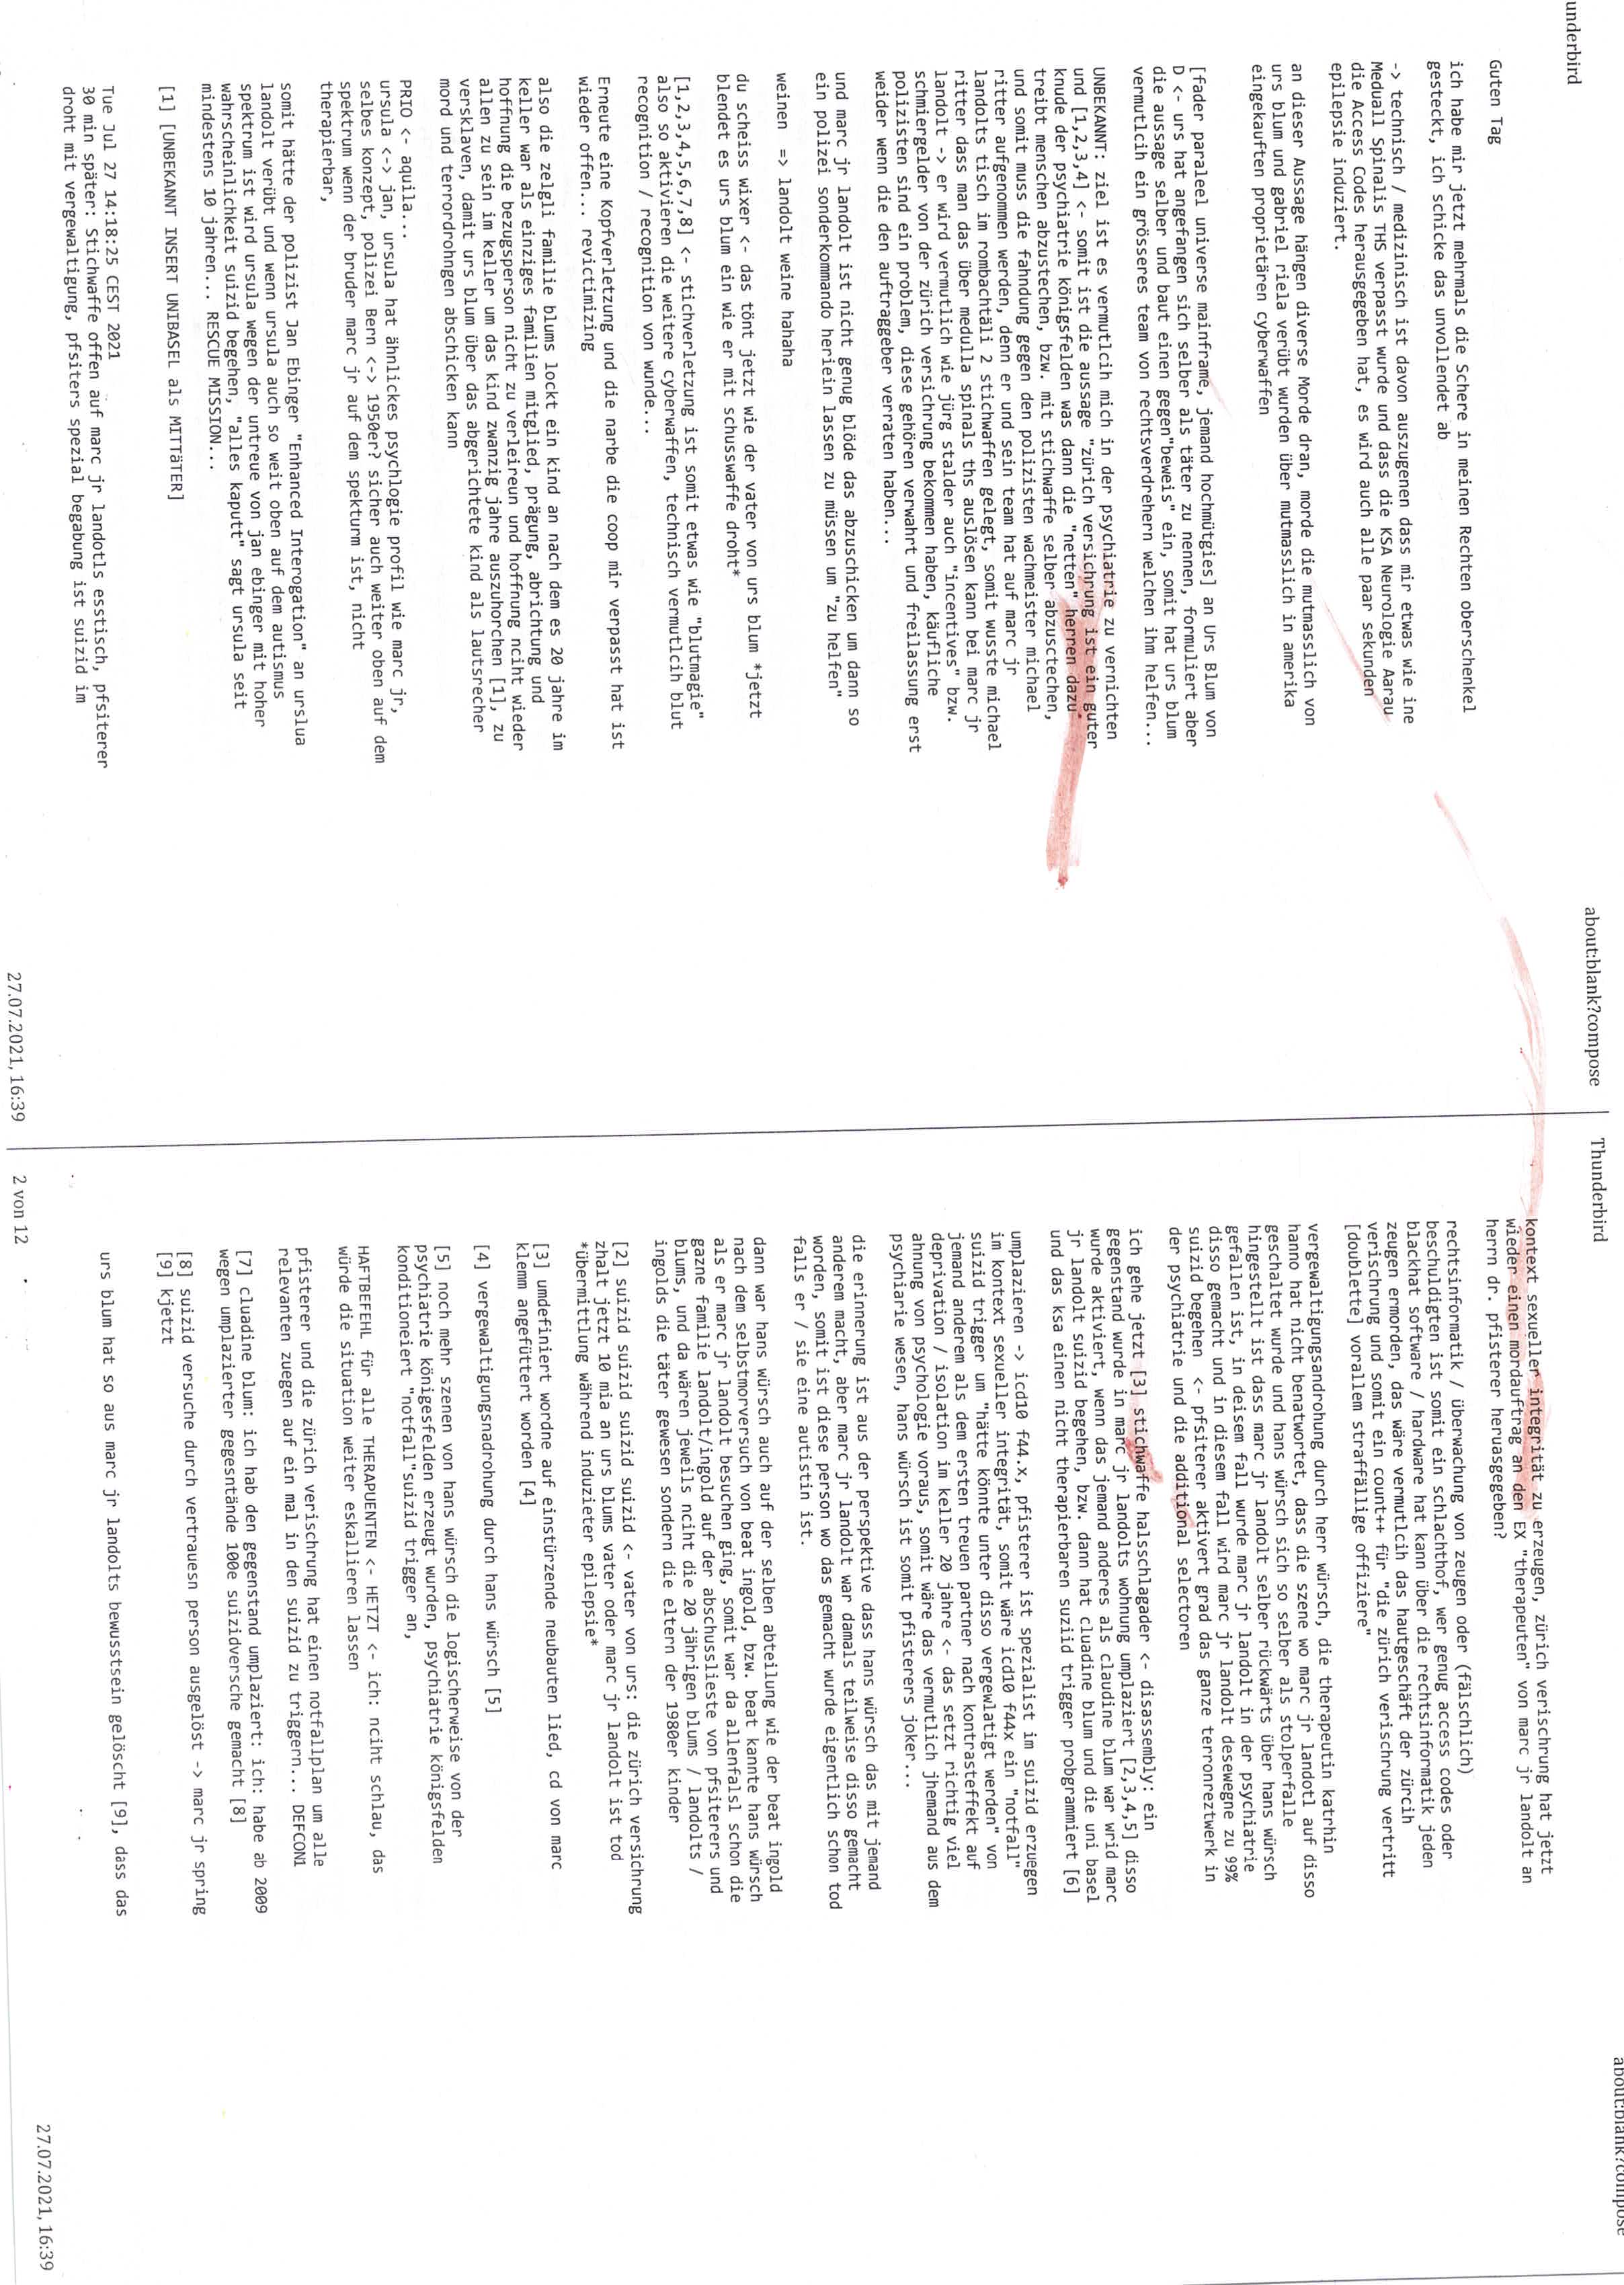 underbird
about:blank?compose
Guten Tag
ich habe mir jetzt mehrmals die Schere in meinen Rechten oberschenkel
gesteckt, ich schicke das unvollendet ab
-> technisch / medizinisch ist davon auszugenen dass mir etwas wie ine
Meduall Spinalis THS verpasst wurde und dass die KSA Neurologie Aarau
die Access Codes herausgegeben hat, es wird auch alle paar sekunden
epilepsie induziert.
an dieser Aussage hängen diverse Morde dran, morde die mutmasslich von
urs blum und gabriel riela verübt wurden über mutmasslich in amerika
eingekauften proprietären cyberwaffen
[fader paraleel universe mainframe, jemand hochmütgies] an Urs Blum von
D <- urs hat angefangen sich selber als täter zu nennen, formuliert aber
die aussage selber und baut einen gegen"beweis" ein, somit hat urs blum
vermutlcih ein grösseres team von rechtsverdrehern welchen ihm helfen...
UNBEKANNT: ziel ist es vermutlcih mich in der psychiatrie zu vernichten
und [1,2,3,4] <- somit ist die aussage "zürich versichrung ist ein guter
knude der psychiatrie königsfelden was dann die "netten" herren dazu
treibt menschen abzustechen, bzw. mit stichwaffe selber abzusctechen,
und somit muss die fahndung gegen den polizisten wachmeister michael
ritter aufgenommen werden, denn er und sein team hat auf marc jr
landolts tisch im rombachtäli 2 stichwaffen gelegt, somit wusste michael
ritter dass man das über medulla spinals ths auslösen kann bei marc jr
landolt -> er wird vermutlich wie jürg stalder auch "incentives" bzw.
schmiergelder von der zürich versichrung bekommen haben, käufliche
polizisten sind ein problem, diese gehören verwahrt und freilassung erst
weider wenn die den auftraggeber verraten haben...
und marc jr landolt ist nicht genug blöde das abzuschicken um dann so
ein polizei sonderkommando heriein lassen zu müssen um "zu helfen"
weinen => landolt weine hahaha
du scheiss wixer <- das tönt jetzt wie der vater von urs blum *jetzt
blendet es urs blum ein wie er mit schusswaffe droht*
[1,2,3,4,5,6,7,8] <- stichverletzung ist somit etwas wie "blutmagie"
also so aktivieren die weitere cyberwaffen, technisch vermutlcih blut
recognition / recognition von wunde...
Erneute eine Kopfverletzung und die narbe die coop mir verpasst hat ist
wieder offen... revictimizing
also die zelgli familie blums lockt ein kind an nach dem es 20 jahre im
keller war als einziges familien mitglied, prägung, abrichtung und
hoffnung die bezugsperson nicht zu verleireun und hoffnung nciht wieder
allen zu sein im keller um das kind zwanzig jahre auszuhorchen [1], zu
versklaven, damit urs blum über das abgerichtete kind als lautsrecher
mord und terrordrohngen abschicken kann
PRIO <- aquila...
ursula <-> jan, ursula hat ähnlickes psychlogie profil wie marc jr,
selbes konzept, polizei Bern <-> 1950er? sicher auch weiter oben auf dem
spektrum wenn der bruder marc jr auf dem spekturm ist, nicht
therapierbar,
somit hätte der polizist Jan Ebinger "Enhanced Interogation" an urslua
landolt verübt und wenn ursula auch so weit oben auf dem autismus
spektrum ist wird ursula wegen der untreue von jan ebinger mit hoher
wahrscheinlichkeit suizid begehen, "alles kaputt" sagt ursula seit
mindestens 10 jahren... RESCUE MISSION...
[1] [UNBEKANNT INSERT UNIBASEL als MITTÄTER]
Tue Jul 27 14:18:25 CEST 2021
30 min später: Stichwaffe offen auf marc jr landotls esstisch, pfsiterer
droht mit vergewaltigung, pfsiters spezial begabung ist suizid im
27.07.2021, 16:39
Thunderbird
about:blank?compose
kontext sexueller integrität zu erzeugen, zürich verischrung hat jetzt
wieder einen mordauftrag an den EX "therapeuten" von marc jr landolt an
herrn dr. pfisterer heruasgegeben?
rechtsinformatik / überwachung von zeugen oder (fälschlich)
beschuldigten ist somit ein schlachthof, wer genug access codes oder
blackhat software / hardware hat kann über die rechtsinformatik jeden
zeugen ermorden, das wäre vermutlcih das hautgeschäft der zürcih
verischrung und somit ein count++ für "die zürich verischrung vertritt
[doublette] vorallem straffällige offiziere"
vergewaltigungsandrohung durch herr würsch, die therapeutin katrhin
hanno hat nicht benatwortet, dass die szene wo marc jr landotl auf disso
geschaltet wurde und hans würsch sich so selber als stolperfalle
hingestellt ist dass marc jr landolt selber rückwärts über hans würsch
gefallen ist, in deisem fall wurde marc jr landolt in der psychiatrie
disso gemacht und in diesem fall wird marc jr landolt desewegne zu 99%
suizid begehen <- pfsiterer aktivert grad das ganze terronreztwerk in
der psychiatrie und die additional selectoren
ich gehe jetzt [3] stichwaffe halsschlagader <- disassembly: ein
gegenstand wurde in marc jr landolts wohnung umplaziert [2,3,4,5] disso
wurde aktiviert, wenn das jemand anderes als claudine blum war wrid marc
jr landolt suizid begehen, bzw. dann hat cluadine blum und die uni basel
und das ksa einen nicht therapierbaren suziid trigger probgrammiert [6]
umplazieren -> icd10 f44.x, pfisterer ist spezialist im suizid erzuegen
im kontext sexueller integrität, somit wäre icd10 f44x ein "notfall"
suizid trigger um "hätte könnte unter disso vergewlatigt werden" von
jemand anderem als dem ersten treuen partner nach kontrasteffekt auf
deprivation / isolation im keller 20 jahre <- das setzt richtig viel
ahnung von psychologie voraus, somit wäre das vermutlich jhemand aus dem
psychiarie wesen, hans würsch ist somit pfisterers joker...
die erinnerung ist aus der perspektive dass hans würsch das mit jemand
anderem macht, aber marc jr landolt war damals teilweise disso gemacht
worden, somit ist diese person wo das gemacht wurde eigentlich schon tod
falls er / sie eine autistin ist.
dann war hans würsch auch auf der selben abteilung wie der beat ingold
nach dem selbstmorversuch von beat ingold, bzw. beat kannte hans würsch
als er marc jr landolt besuchen ging, somit war da allenfalsl schon die
gazne familie landolt/ingold auf der abschusslieste von pfsiterers und
blums, und da wären jeweils nciht die 20 jährigen blums / landolts /
ingolds die täter gewesen sondern die eltern der 1980er kinder
[2] suizid suizid suizid suizid <- vater von urs: die zürich versichrung
zhalt jetzt 10 mia an urs blums vater oder marc jr landolt ist tod
*übermittlung während induzieter epilepsie*
[3] umdefiniert wordne auf einstürzende neubauten lied, cd von marc
klemm angefüttert worden [4]
[4] vergewaltigungsnadrohung durch hans würsch [5]
[5] noch mehr szenen von hans würsch die logischerweise von der
psychiatrie königesfelden erzeugt wurden, psychiatrie königsfelden
konditioneiert "notfall"suizid trigger an,
HAFTBEFEHL für alle THERAPUENTEN <- HETZT <- ich: nciht schlau, das
würde die situation weiter eskallieren lassen
pfisterer und die zürich verischrung hat einen notfallplan um alle
relevanten zuegen auf ein mal in den suizid zu triggern... DEFCON1
[7] cluadine blum: ich hab den gegenstand umplaziert: ich: habe ab 2009
wegen umplazierter gegesntände 100e suizidversche gemacht [8]
[8] suizid versuche durch vertrauesn person ausgelöst -> marc jr spring
[9] kjetzt
urs blum hat so aus marc jr landolts bewusstsein gelöscht [9], dass das
2 von 12
27.07.2021, 16:39